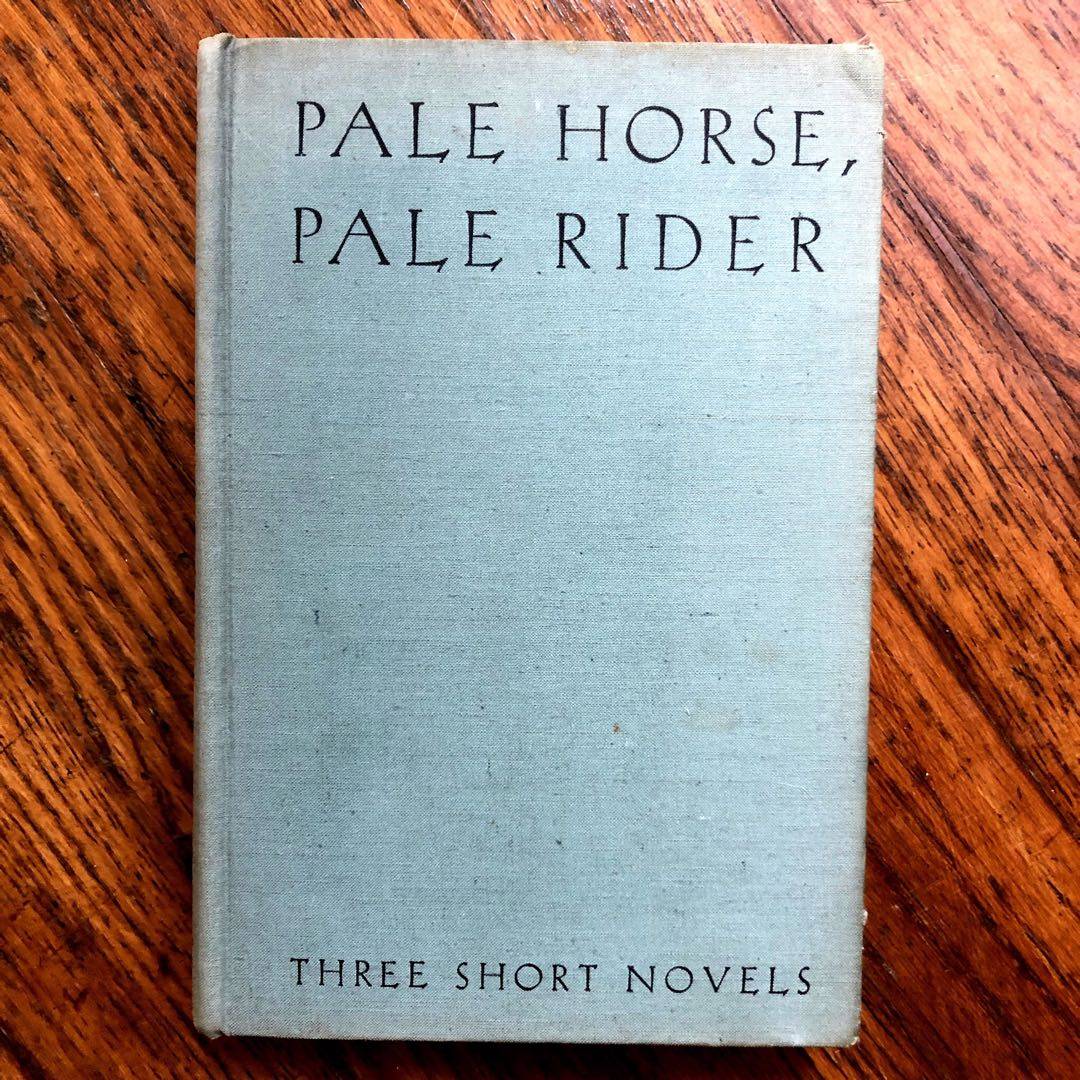 PALE HORSE,
PALE RIDER
THREE SHORT NOVELS